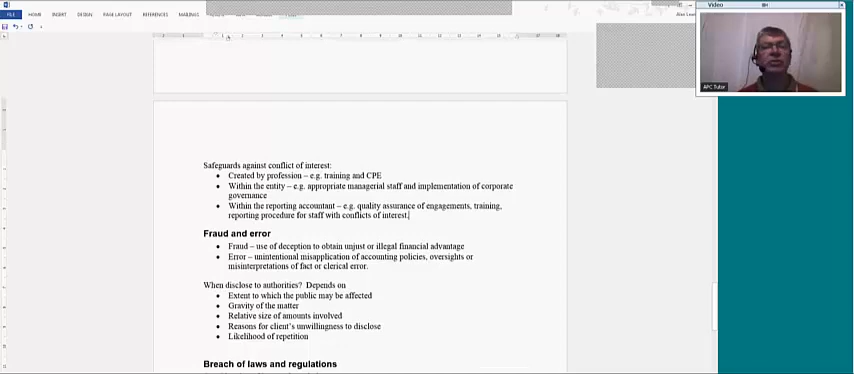 FILE HOME INSERT DESIGN PAGE LAYOUT REFERENCES MAILINGS
Video
APC Tutor
Safeguards against conflict of interest:
• Created by profession – e.g. training and CPE
• Within the entity – e.g. appropriate managerial staff and implementation of corporate
governance
• Within the reporting accountant – e.g. quality assurance of engagements, training,
reporting procedure for staff with conflicts of interest.
Fraud and error
• Fraud – use of deception to obtain unjust or illegal financial advantage
• Error – unintentional misapplication of accounting policies, oversights or
misinterpretations of fact or clerical error.
When disclose to authorities?  Depends on
• Extent to which the public may be affected
• Gravity of the matter
• Relative size of amounts involved
• Reasons for client's unwillingness to disclose
• Likelihood of repetition
Breach of laws and regulations